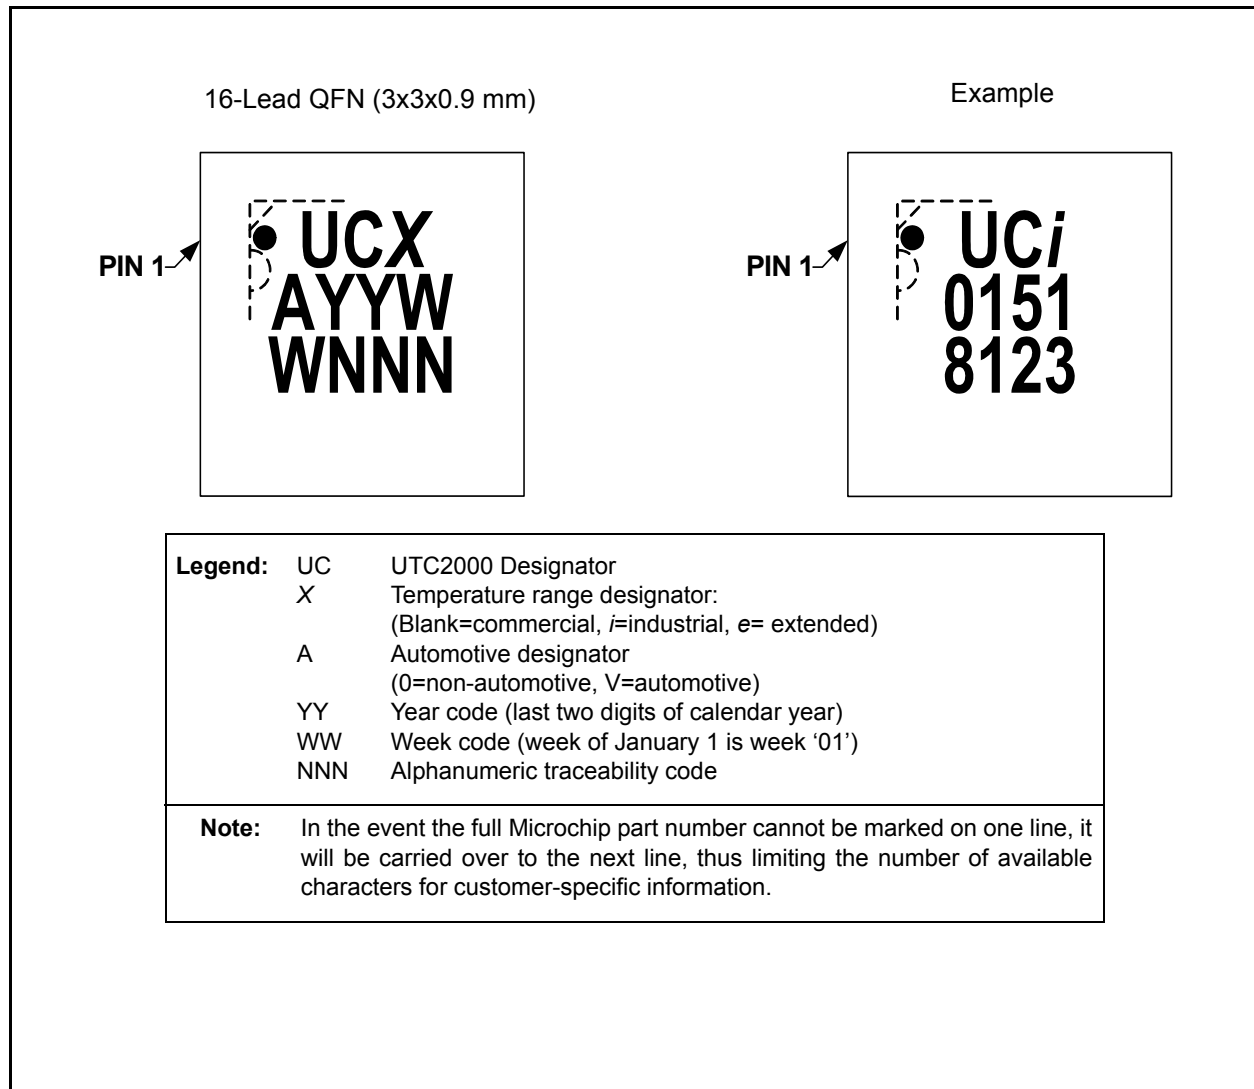 16-Lead QFN (3x3x0.9 mm)
Example
PIN 1
UCX
AYYW
WNNN
PIN 1
UCi
0151
8123
Legend: UC UTC2000 Designator
X Temperature range designator:
(Blank=commercial, i=industrial, e= extended)
A Automotive designator
(0=non-automotive, V=automotive)
YY Year code (last two digits of calendar year)
WW Week code (week of January 1 is week ‘01’)
NNN Alphanumeric traceability code
Note: In the event the full Microchip part number cannot be marked on one line, it
will be carried over to the next line, thus limiting the number of available
characters for customer-specific information.